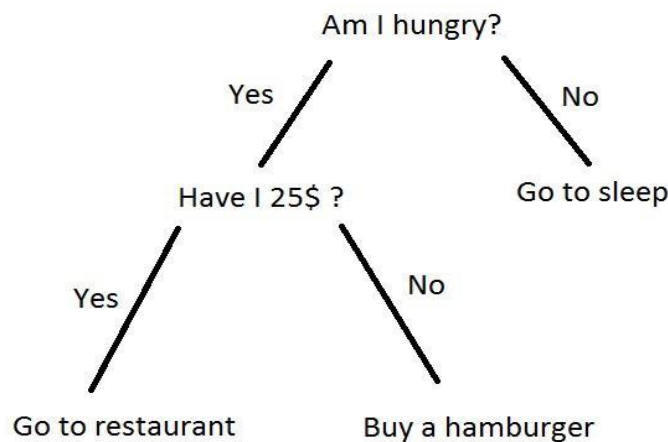 Am I hungry?
Yes
No
Have I 25$ ?
Go to sleep
Yes
No
Go to restaurant
Buy a hamburger